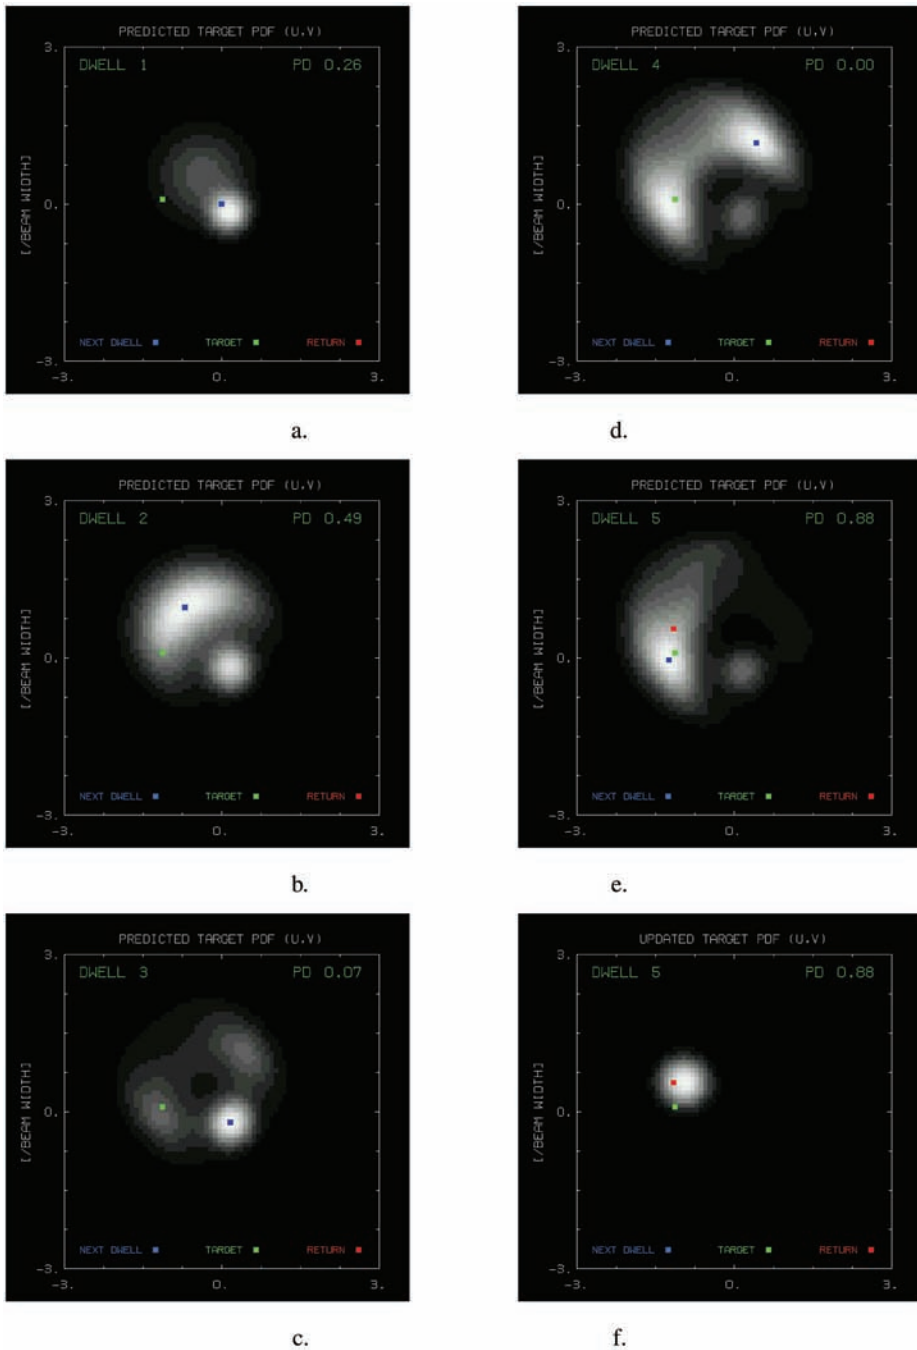 PREDICTED TARGET PDF (U,V)
3.
DWELL 1 PD 0.26
[/BEAM WIDTH]
0.
NEXT DWELL TARGET RETURN
-3.
-3. 0. 3.
a.
PREDICTED TARGET PDF (U,V)
3.
DWELL 4 PD 0.00
[/BEAM WIDTH]
0.
NEXT DWELL TARGET RETURN
-3.
-3. 0. 3.
d.
PREDICTED TARGET PDF (U,V)
3.
DWELL 2 PD 0.49
[/BEAM WIDTH]
0.
NEXT DWELL TARGET RETURN
-3.
-3. 0. 3.
b.
PREDICTED TARGET PDF (U,V)
3.
DWELL 5 PD 0.88
[/BEAM WIDTH]
0.
NEXT DWELL TARGET RETURN
-3.
-3. 0. 3.
e.
PREDICTED TARGET PDF (U,V)
3.
DWELL 3 PD 0.07
[/BEAM WIDTH]
0.
NEXT DWELL TARGET RETURN
-3.
-3. 0. 3.
c.
UPDATED TARGET PDF (U,V)
3.
DWELL 5 PD 0.88
[/BEAM WIDTH]
0.
NEXT DWELL TARGET RETURN
-3.
-3. 0. 3.
f.